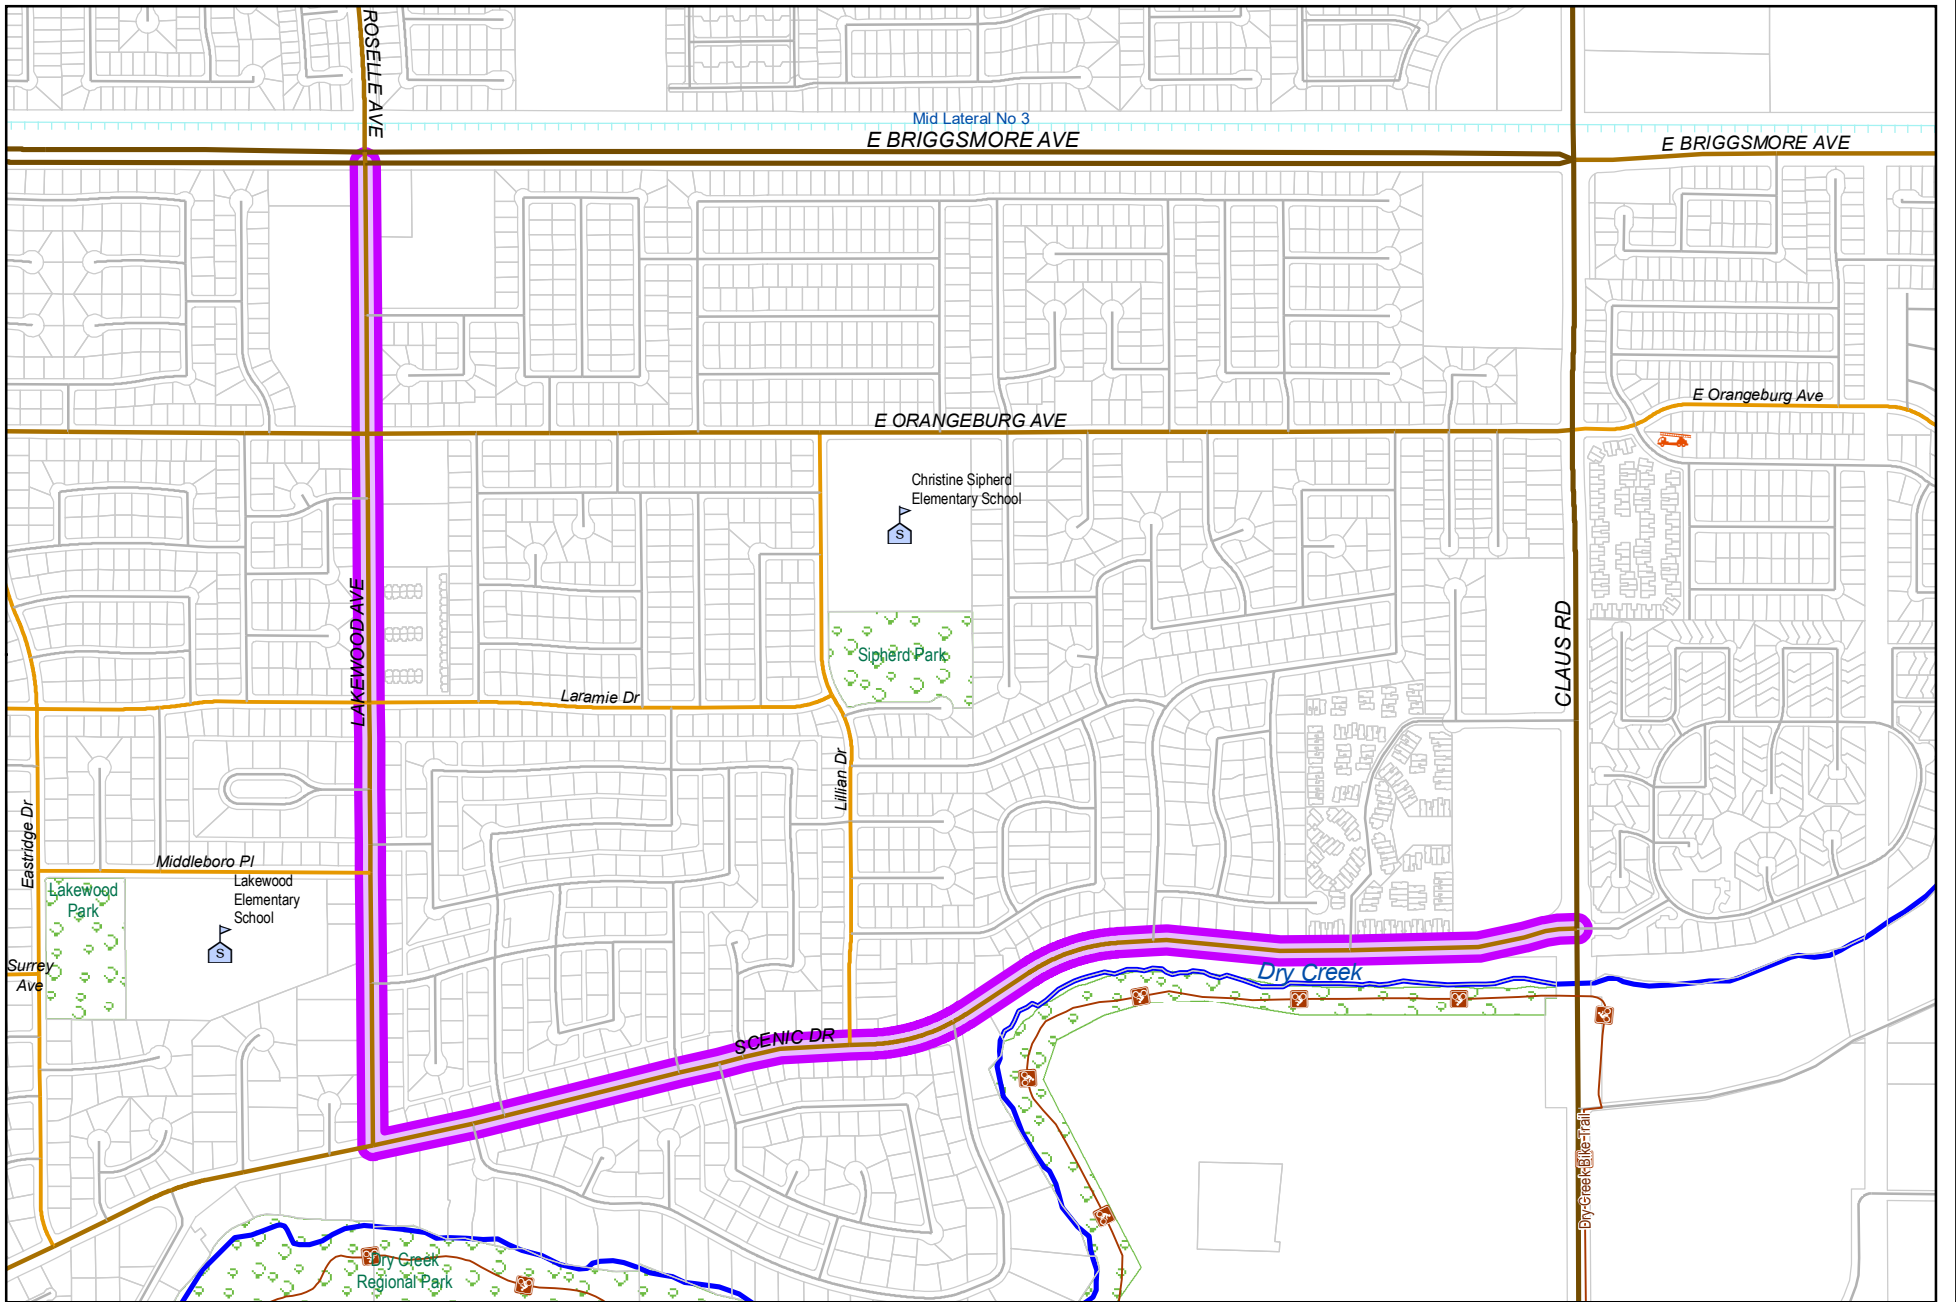 ROSELLE AVE
Mid Lateral No 3
E BRIGGSMORE AVE
E BRIGGSMORE AVE
E Orangeburg Ave
E ORANGEBURG AVE
Christine Sipherd
Elementary School
S
LAKEWOOD AVE
CLAUS RD
Sipherd Park
Laramie Dr
Lillian Dr
Eastridge Dr
Middleboro Pl
Lakewood
Park
Lakewood
Elementary
School
S
Surrey
Ave
Dry Creek
SCENIC DR
Dry-Creek-Bike-Trail
Dry Creek
Regional Park